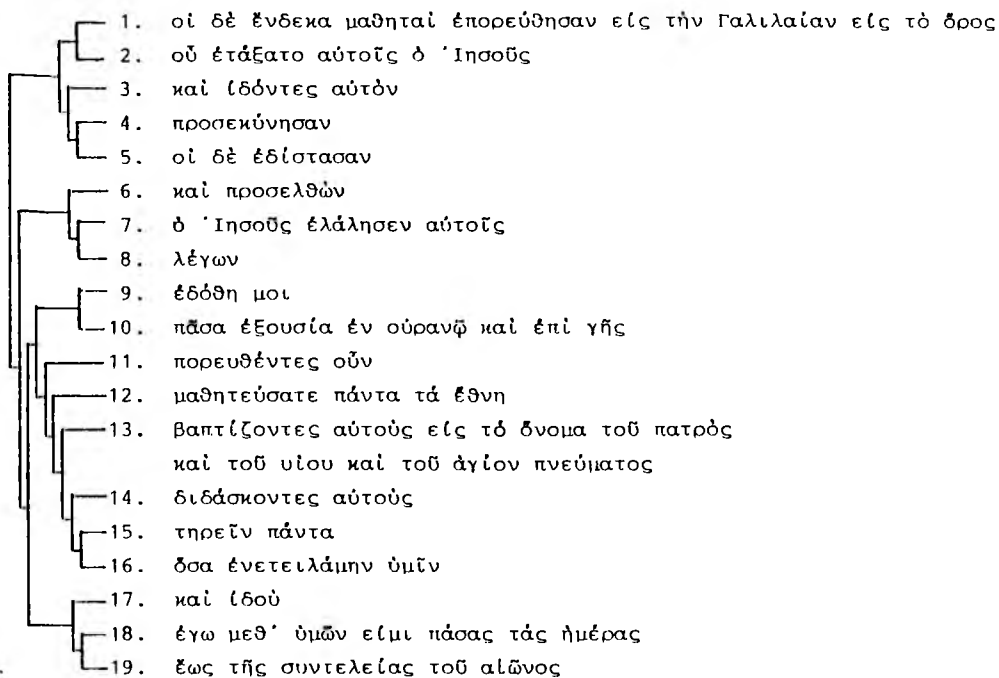 1. οἱ δὲ ἕνδεκα μαθηταὶ ἐπορεύθησαν εἰς τὴν Γαλιλαίαν εἰς τὸ ὄρος
2. οὗ ἐτάξατο αὐτοῖς ὁ Ἰησοῦς
3. καὶ ἰδόντες αὐτὸν
4. προσεκύνησαν
5. οἱ δὲ ἐδίστασαν
6. καὶ προσελθὼν
7. ὁ Ἰησοῦς ἐλάλησεν αὐτοῖς
8. λέγων
9. ἐδόθη μοι
10. πᾶσα ἐξουσία ἐν οὐρανῷ καὶ ἐπὶ γῆς
11. πορευθέντες οὖν
12. μαθητεύσατε πάντα τά ἔθνη
13. βαπτίζοντες αὐτοὺς εἰς τό ὄνομα τοῦ πατρὸς
καὶ τοῦ υἱου καὶ τοῦ ἁγίον πνεύματος
14. διδάσκοντες αὐτοὺς
15. τηρεῖν πάντα
16. ὅσα ἐνετειλάμην ὑμῖν
17. καὶ ἰδοὺ
18. ἐγω μεθ' ὑμῶν εἰμι πάσας τάς ἡμέρας
19. ἕως τῆς συντελείας τοῦ αἰῶνος